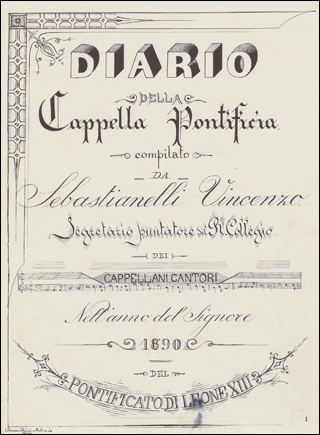 DIARIO
DELLA
Cappella Pontificia
compilato
DA
Sebastianelli Vincenzo
Segretario puntatore del Rº Collegio
DEI
CAPPELLANI CANTORI
Nell'anno del Signore
1890
DEL
PONTIFICATO DI LEONE XIII
1